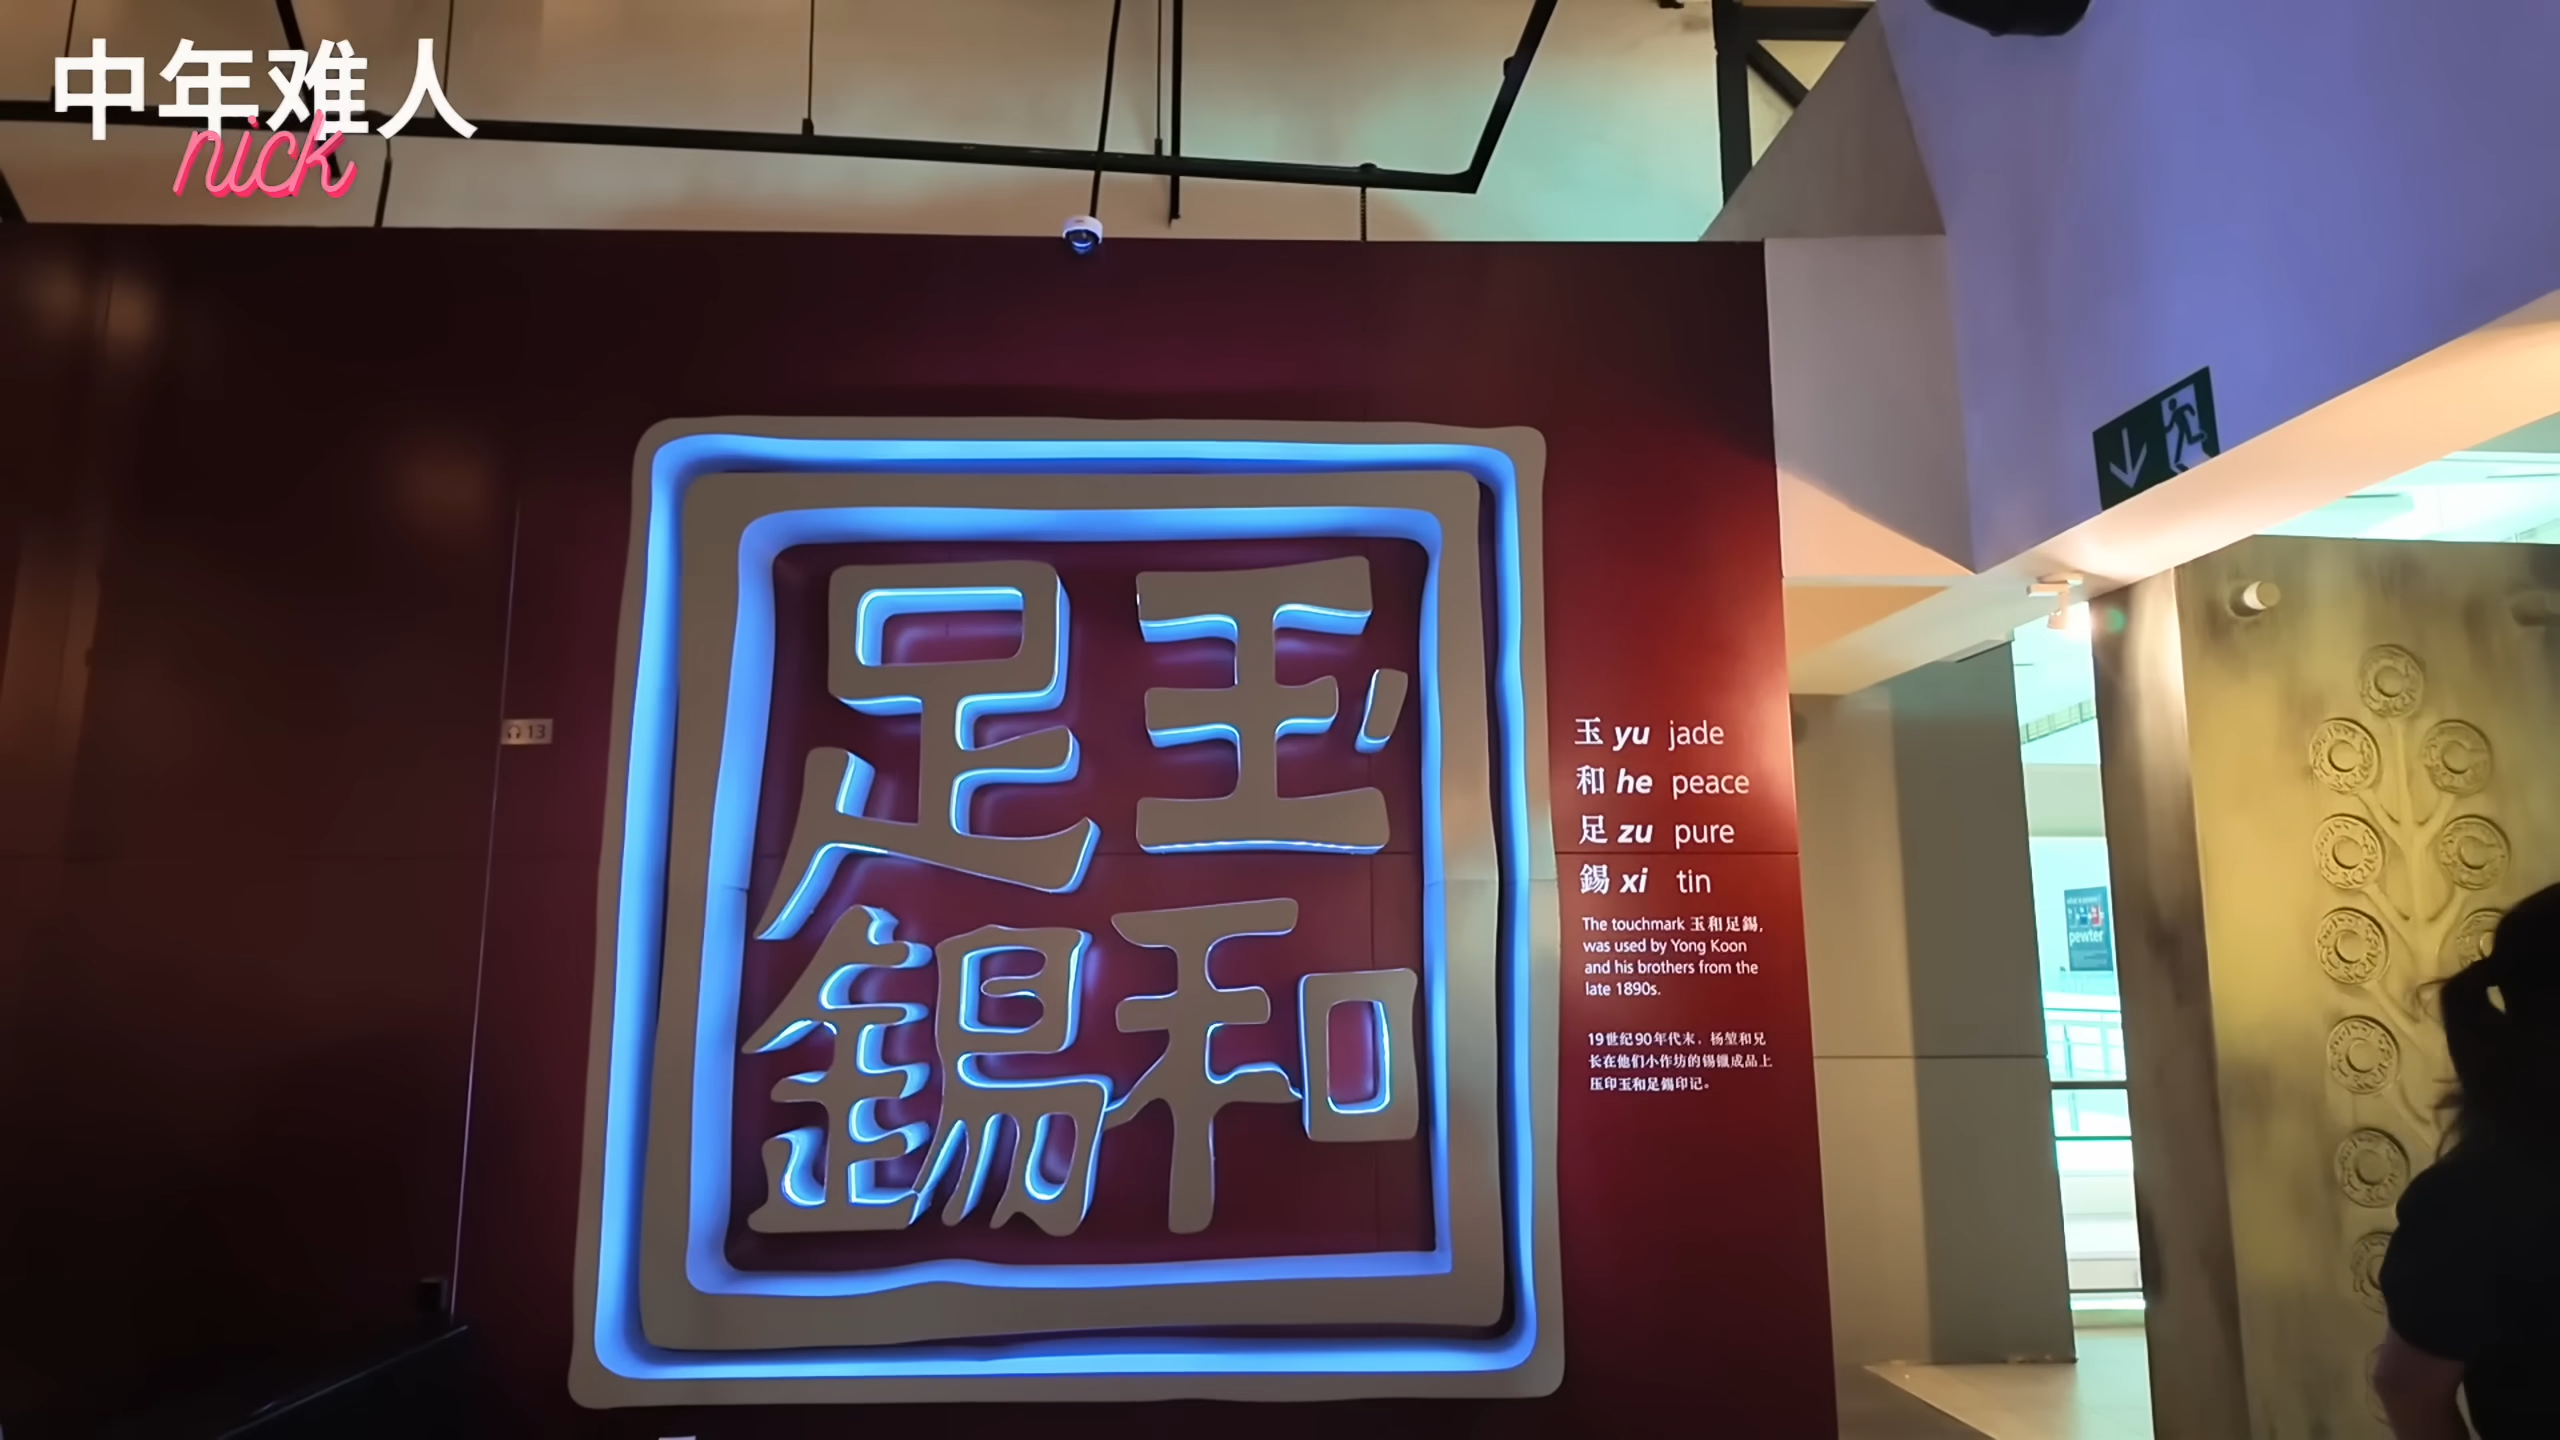 中年难人
nick
足玉
錫和
13
玉 yu jade
和 he peace
足 zu pure
錫 xi tin
The touchmark 玉和足錫,
was used by Yong Koon
and his brothers from the
late 1890s.
19世纪90年代末，杨堃和兄
长在他们小作坊的锡镴成品上
压印玉和足錫印记。
pewter